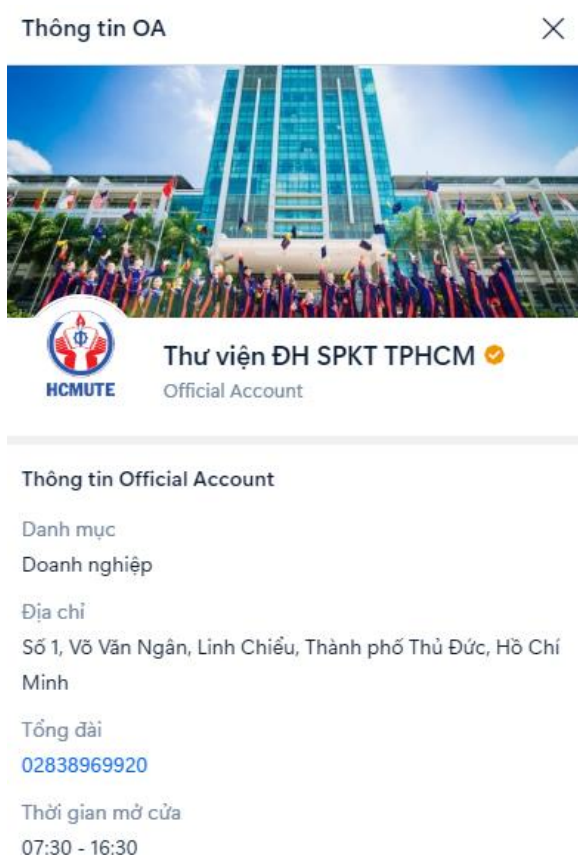 Thông tin OA
HCMUTE
Thư viện ĐH SPKT TPHCM
Official Account
Thông tin Official Account
Danh mục
Doanh nghiệp
Địa chỉ
Số 1, Võ Văn Ngân, Linh Chiểu, Thành phố Thủ Đức, Hồ Chí
Minh
Tổng đài
02838969920
Thời gian mở cửa
07:30 - 16:30